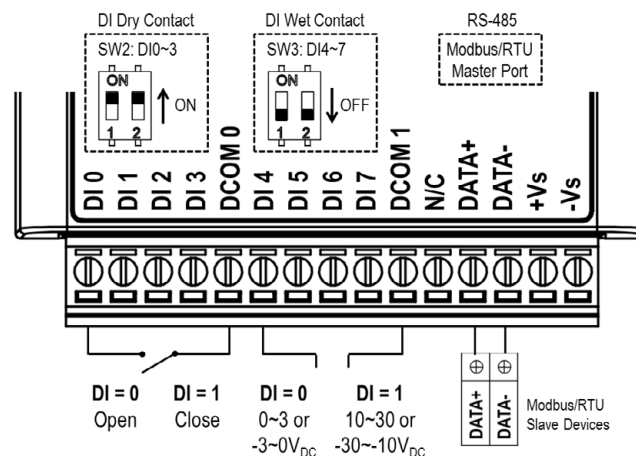 DI Dry Contact
SW2: DI0~3
ON
ON
1 2
DI Wet Contact
SW3: DI4~7
ON
OFF
1 2
RS-485
Modbus/RTU
Master Port
DI 0
DI 1
DI 2
DI 3
DCOM 0
DI 4
DI 5
DI 6
DI 7
DCOM 1
N/C
DATA+
DATA-
+Vs
-Vs
DI = 0
Open
DI = 1
Close
DI = 0
0~3 or
-3~0VDC
DI = 1
10~30 or
-30~-10VDC
DATA+
DATA-
Modbus/RTU
Slave Devices